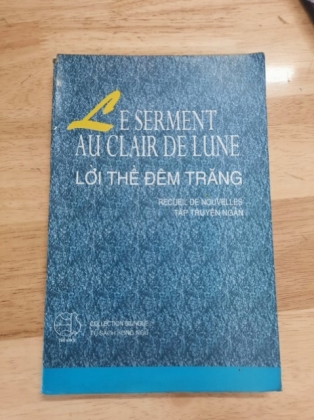 LE SERMENT
AU CLAIR DE LUNE
LỜI THỀ ĐÊM TRĂNG
RECUEIL DE NOUVELLES
TẬP TRUYỆN NGẮN
COLLECTION BILINGUE
TỦ SÁCH SONG NGỮ